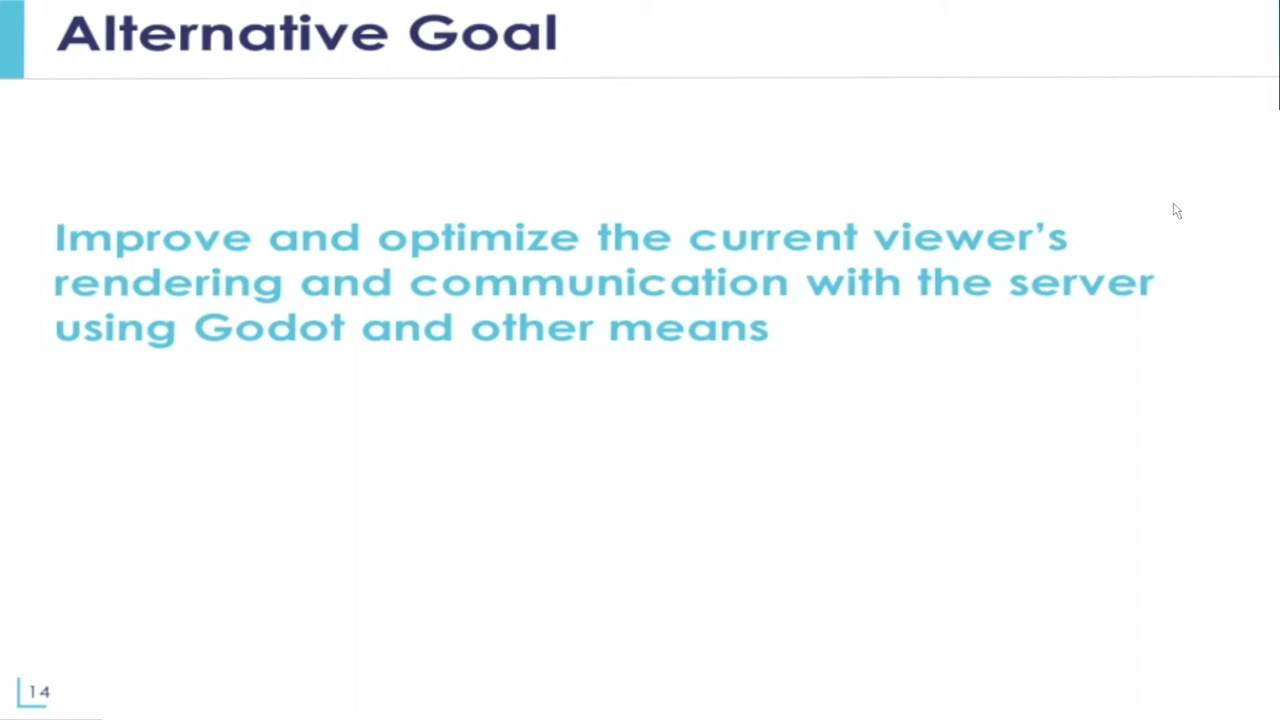 Alternative Goal
Improve and optimize the current viewer’s
rendering and communication with the server
using Godot and other means
14